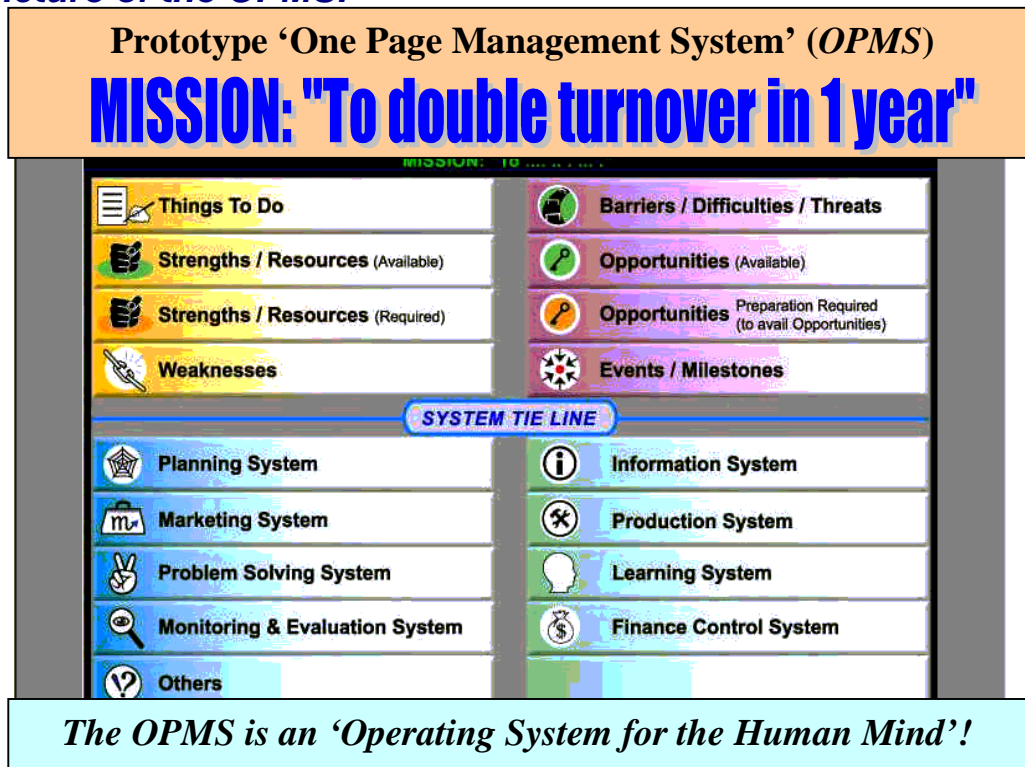 Prototype ‘One Page Management System’ (OPMS)
MISSION: "To double turnover in 1 year"
MISSION: "To .... .. / ... .
Things To Do
Strengths / Resources (Available)
Strengths / Resources (Required)
Weaknesses
Barriers / Difficulties / Threats
Opportunities (Available)
Opportunities Preparation Required
(to avail Opportunities)
Events / Milestones
SYSTEM TIE LINE
Planning System
Marketing System
Problem Solving System
Monitoring & Evaluation System
Others
Information System
Production System
Learning System
Finance Control System
The OPMS is an ‘Operating System for the Human Mind’!